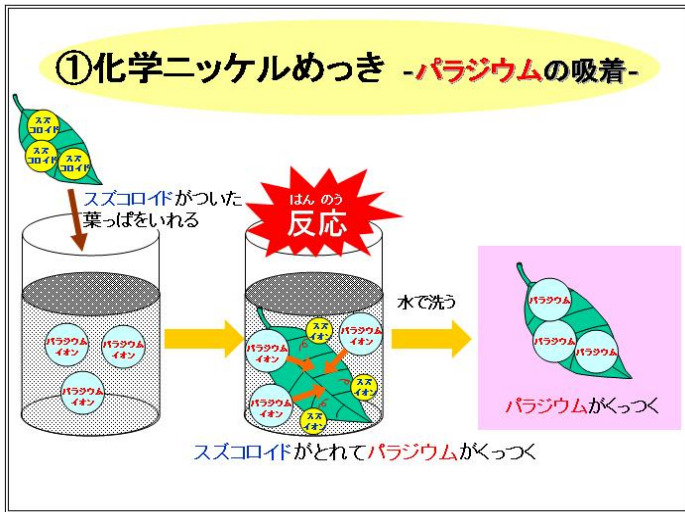 ①化学ニッケルめっき -パラジウムの吸着-
スズ
コロイド
スズ
コロイド
スズ
コロイド
スズコロイドがついた
葉っぱをいれる
はん のう
反応
パラジウム
イオン
パラジウム
イオン
パラジウム
イオン
パラジウム
イオン
スズ
イオン
パラジウム
イオン
スズ
イオン
パラジウム
イオン
スズ
イオン
水で洗う
パラジウム
パラジウム
パラジウム
パラジウムがくっつく
スズコロイドがとれてパラジウムがくっつく